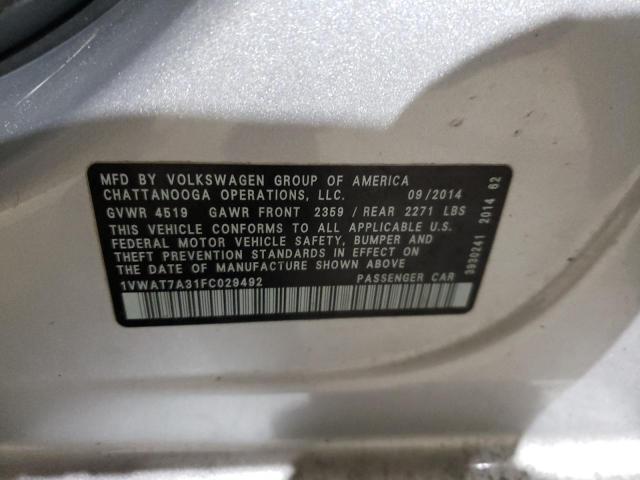 MFD BY VOLKSWAGEN GROUP OF AMERICA
CHATTANOOGA OPERATIONS, LLC. 09/2014
GVWR 4519 GAWR FRONT 2359 / REAR 2271 LBS
THIS VEHICLE CONFORMS TO ALL APPLICABLE U.S.
FEDERAL MOTOR VEHICLE SAFETY, BUMPER AND
THEFT PREVENTION STANDARDS IN EFFECT ON
THE DATE OF MANUFACTURE SHOWN ABOVE
1VWAT7A31FC029492 PASSENGER CAR
3930241 2014 62